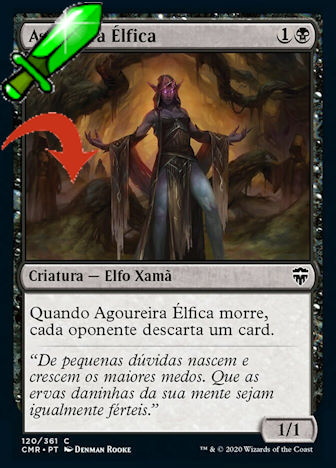 Agoureira Élfica 1
Criatura — Elfo Xamã
Quando Agoureira Élfica morre,
cada oponente descarta um card.
“De pequenas dúvidas nascem e
crescem os maiores medos. Que as
ervas daninhas da sua mente sejam
igualmente férteis.”
1/1
120/361 C
CMR • PT Denman Rooke
™ & © 2020 Wizards of the Coast